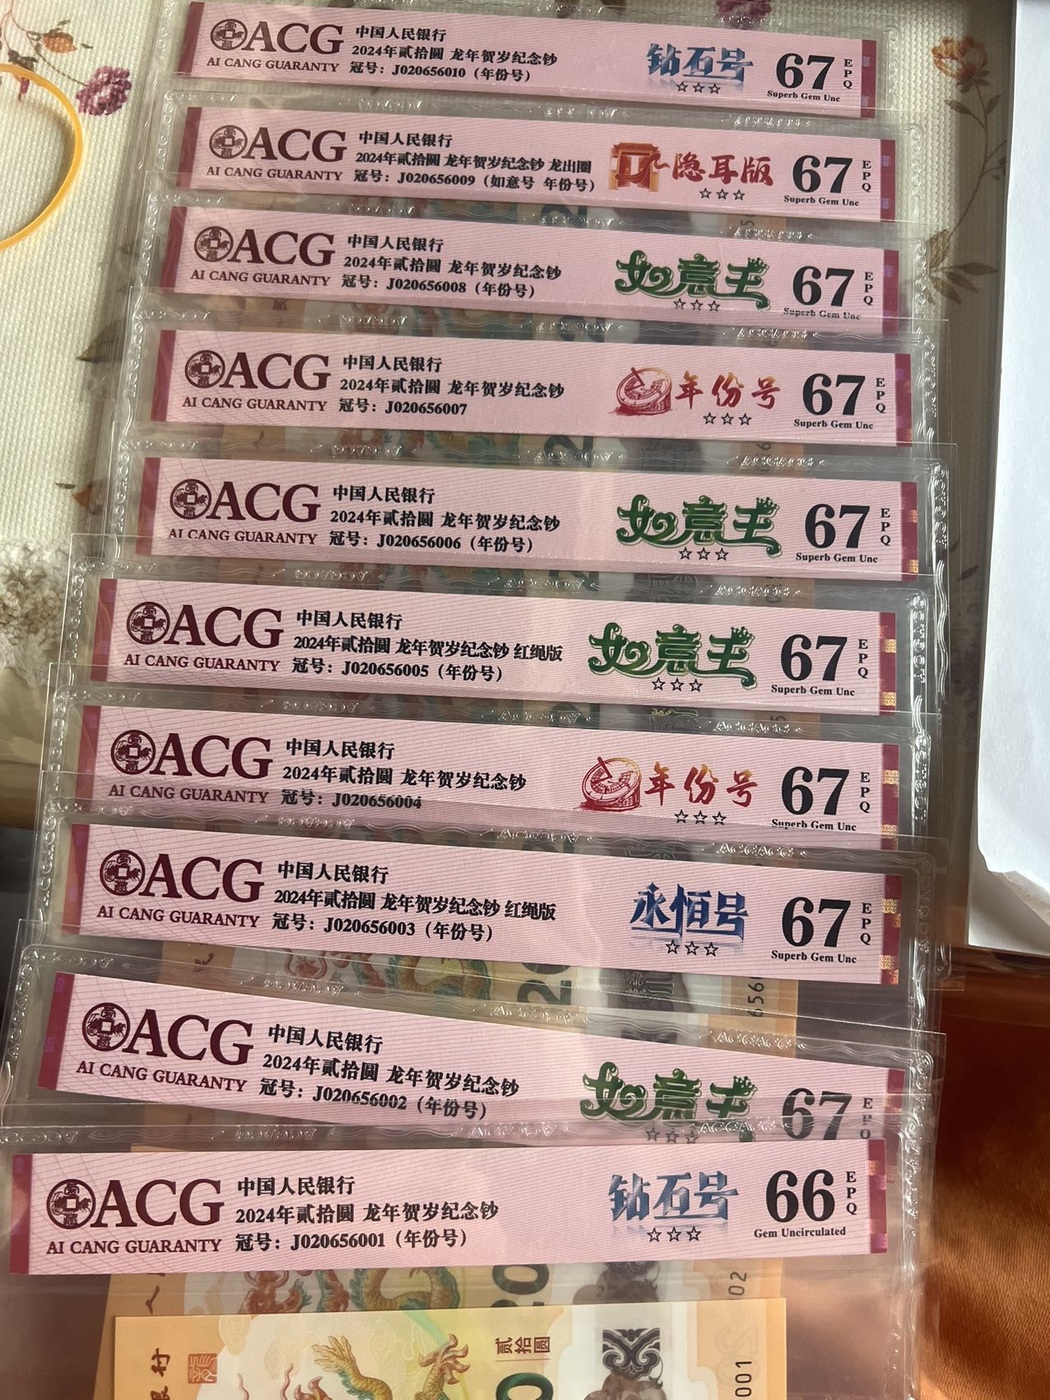 ACG
AI CANG GUARANTY
中国人民银行
2024年贰拾圆 龙年贺岁纪念钞
冠号：J020656010（年份号）
钻石号
☆☆☆
67
EPQ
Superb Gem Unc
ACG
AI CANG GUARANTY
中国人民银行
2024年贰拾圆 龙年贺岁纪念钞 龙出圈
冠号：J020656009（如意号 年份号）
隐耳版
☆☆☆
67
EPQ
Superb Gem Unc
ACG
AI CANG GUARANTY
中国人民银行
2024年贰拾圆 龙年贺岁纪念钞
冠号：J020656008（年份号）
如意王
☆☆☆
67
EPQ
Superb Gem Unc
ACG
AI CANG GUARANTY
中国人民银行
2024年贰拾圆 龙年贺岁纪念钞
冠号：J020656007
年份号
☆☆☆
67
EPQ
Superb Gem Unc
ACG
AI CANG GUARANTY
中国人民银行
2024年贰拾圆 龙年贺岁纪念钞
冠号：J020656006（年份号）
如意王
☆☆☆
67
EPQ
Superb Gem Unc
ACG
AI CANG GUARANTY
中国人民银行
2024年贰拾圆 龙年贺岁纪念钞 红绳版
冠号：J020656005（年份号）
如意王
☆☆☆
67
EPQ
Superb Gem Unc
ACG
AI CANG GUARANTY
中国人民银行
2024年贰拾圆 龙年贺岁纪念钞
冠号：J020656004
年份号
☆☆☆
67
EPQ
Superb Gem Unc
ACG
AI CANG GUARANTY
中国人民银行
2024年贰拾圆 龙年贺岁纪念钞 红绳版
冠号：J020656003（年份号）
永恒号
☆☆☆
67
EPQ
Superb Gem Unc
ACG
AI CANG GUARANTY
中国人民银行
2024年贰拾圆 龙年贺岁纪念钞
冠号：J020656002（年份号）
如意王
☆☆☆
67
EPQ
ACG
AI CANG GUARANTY
中国人民银行
2024年贰拾圆 龙年贺岁纪念钞
冠号：J020656001（年份号）
钻石号
☆☆☆
66
EPQ
Gem Uncirculated
20
02
银行
贰拾圆
001